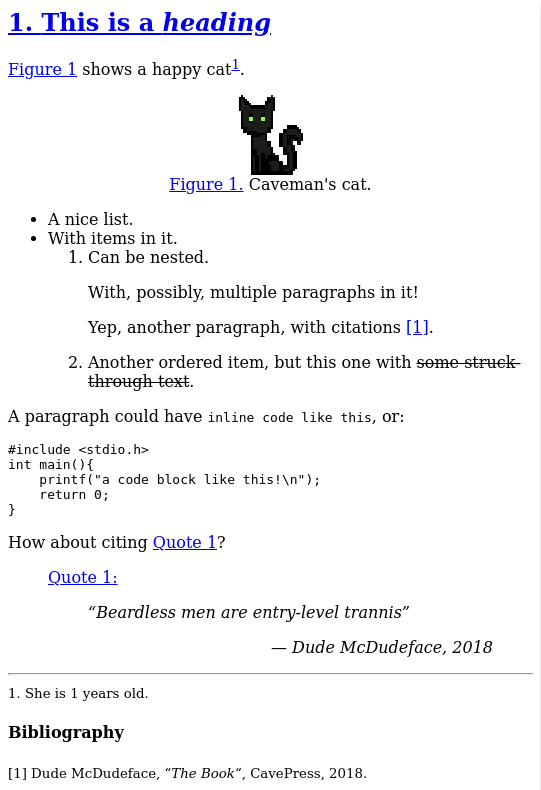 1. This is a heading
Figure 1 shows a happy cat1.
Figure 1. Caveman's cat.
• A nice list.
• With items in it.
1. Can be nested.
With, possibly, multiple paragraphs in it!
Yep, another paragraph, with citations [1].
2. Another ordered item, but this one with some struck-
through text.
A paragraph could have inline code like this, or:
#include <stdio.h>
int main(){
    printf("a code block like this!\n");
    return 0;
}
How about citing Quote 1?
Quote 1:
“Beardless men are entry-level trannis”
— Dude McDudeface, 2018
1. She is 1 years old.
Bibliography
[1] Dude McDudeface, “The Book“, CavePress, 2018.